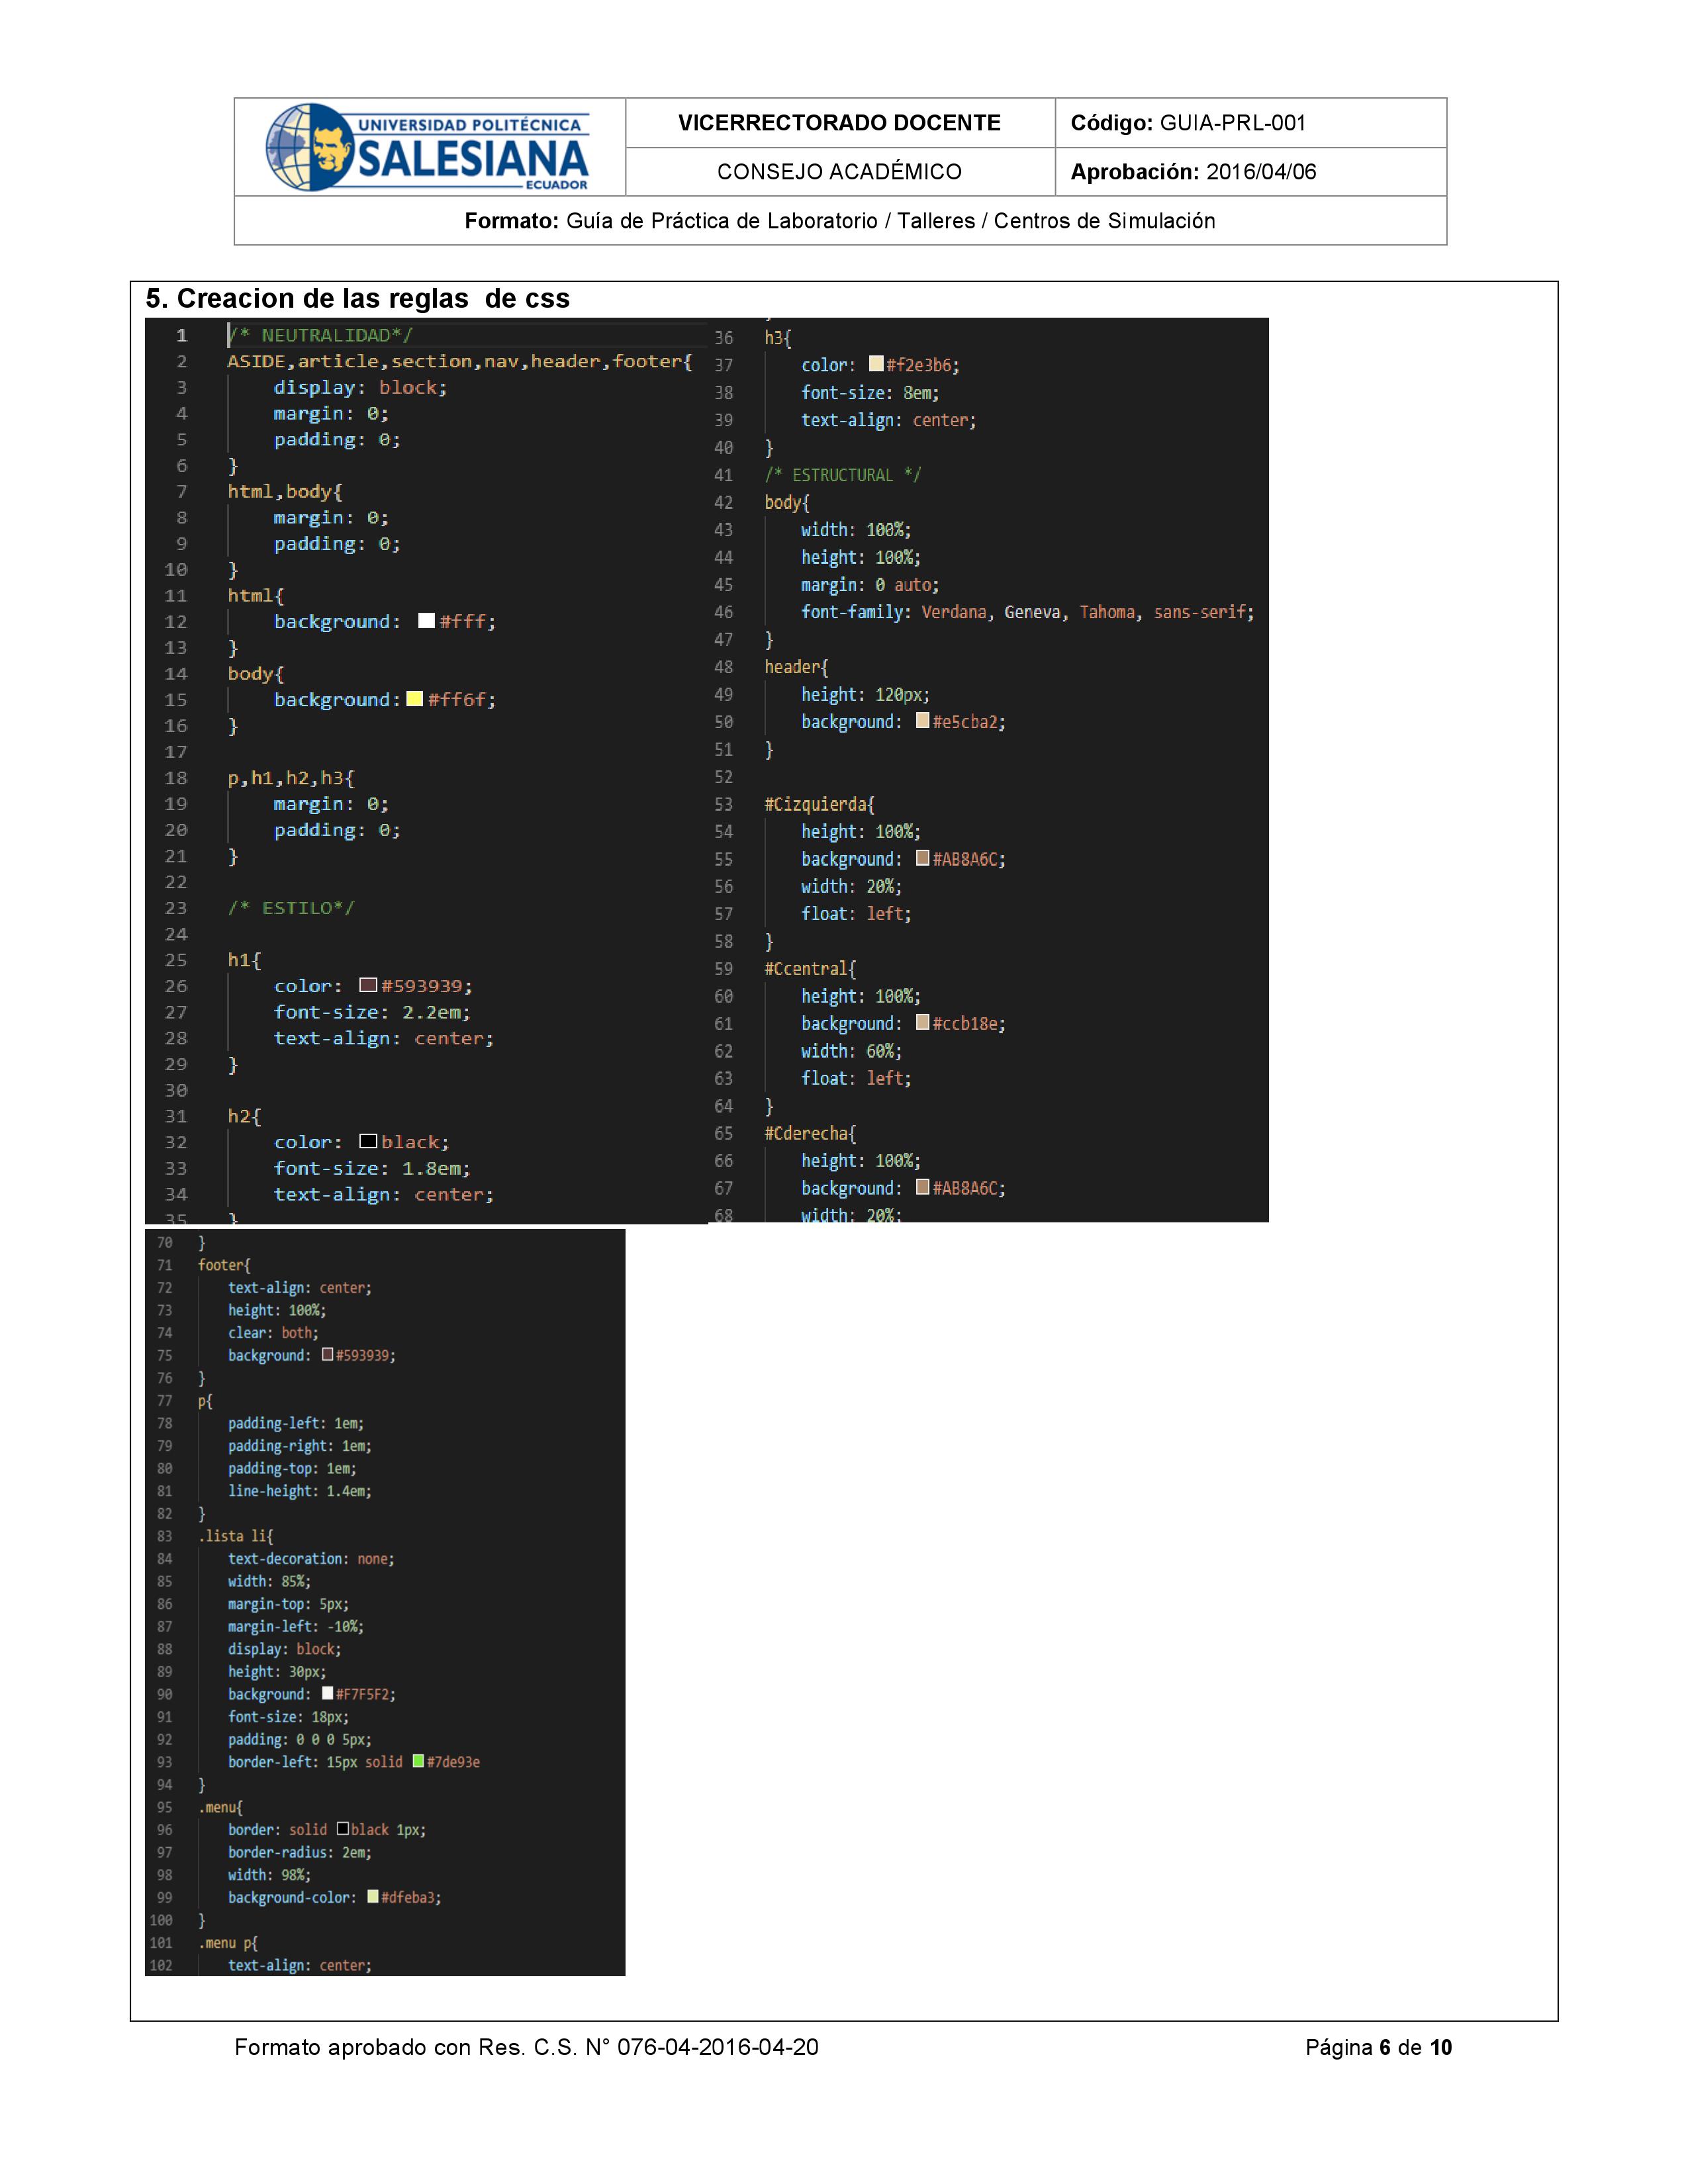 UNIVERSIDAD POLITÉCNICA
SALESIANA
ECUADOR
VICERRECTORADO DOCENTE
Código: GUIA-PRL-001
CONSEJO ACADÉMICO
Aprobación: 2016/04/06
Formato: Guía de Práctica de Laboratorio / Talleres / Centros de Simulación
5. Creacion de las reglas  de css
1 /* NEUTRALIDAD*/
2 ASIDE,article,section,nav,header,footer{
3 display: block;
4 margin: 0;
5 padding: 0;
6 }
7 html,body{
8 margin: 0;
9 padding: 0;
10 }
11 html{
12 background: #fff;
13 }
14 body{
15 background: #ff6f;
16 }
17
18 p,h1,h2,h3{
19 margin: 0;
20 padding: 0;
21 }
22
23 /* ESTILO*/
24
25 h1{
26 color: #593939;
27 font-size: 2.2em;
28 text-align: center;
29 }
30
31 h2{
32 color: black;
33 font-size: 1.8em;
34 text-align: center;
35 }
36 h3{
37 color: #f2e3b6;
38 font-size: 8em;
39 text-align: center;
40 }
41 /* ESTRUCTURAL */
42 body{
43 width: 100%;
44 height: 100%;
45 margin: 0 auto;
46 font-family: Verdana, Geneva, Tahoma, sans-serif;
47 }
48 header{
49 height: 120px;
50 background: #e5cba2;
51 }
52
53 #Cizquierda{
54 height: 100%;
55 background: #AB8A6C;
56 width: 20%;
57 float: left;
58 }
59 #Ccentral{
60 height: 100%;
61 background: #ccb18e;
62 width: 60%;
63 float: left;
64 }
65 #Cderecha{
66 height: 100%;
67 background: #AB8A6C;
68 width: 20%;
70 }
71 footer{
72 text-align: center;
73 height: 100%;
74 clear: both;
75 background: #593939;
76 }
77 p{
78 padding-left: 1em;
79 padding-right: 1em;
80 padding-top: 1em;
81 line-height: 1.4em;
82 }
83 .lista li{
84 text-decoration: none;
85 width: 85%;
86 margin-top: 5px;
87 margin-left: -10%;
88 display: block;
89 height: 30px;
90 background: #F7F5F2;
91 font-size: 18px;
92 padding: 0 0 0 5px;
93 border-left: 15px solid #7de93e
94 }
95 .menu{
96 border: solid black 1px;
97 border-radius: 2em;
98 width: 98%;
99 background-color: #dfeba3;
100 }
101 .menu p{
102 text-align: center;
Formato aprobado con Res. C.S. N° 076-04-2016-04-20
Página 6 de 10